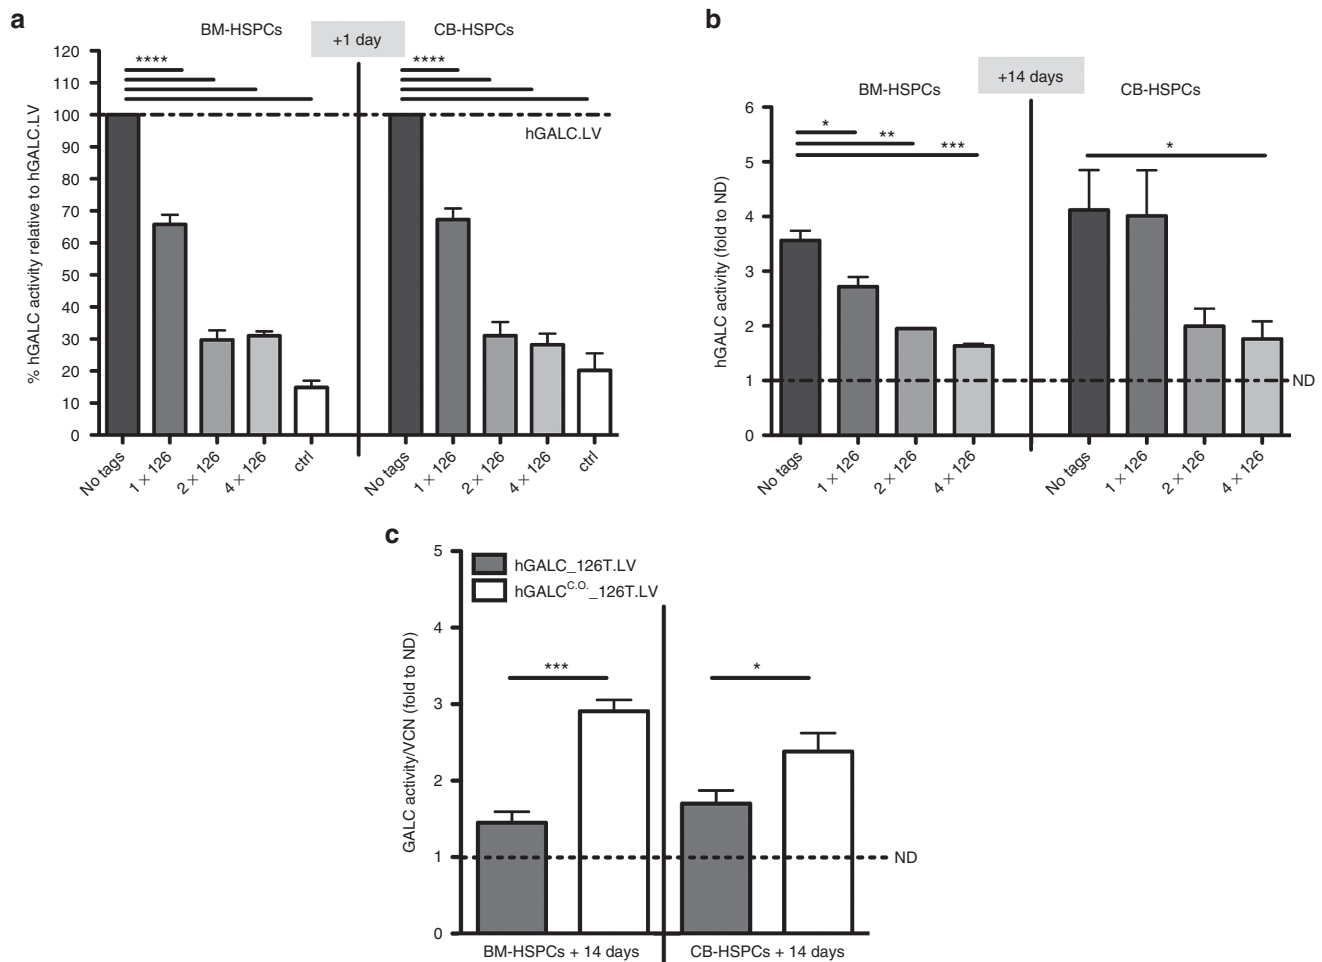 a
BM-HSPCs
+1 day
CB-HSPCs
% hGALC activity relative to hGALC.LV
120
110
100
90
80
70
60
50
40
30
20
10
0
****
****
hGALC.LV
No tags
1 × 126
2 × 126
4 × 126
ctrl
No tags
1 × 126
2 × 126
4 × 126
ctrl
b
+14 days
BM-HSPCs
CB-HSPCs
hGALC activity (fold to ND)
6
5
4
3
2
1
0
*
**
***
*
ND
No tags
1 × 126
2 × 126
4 × 126
No tags
1 × 126
2 × 126
4 × 126
c
GALC activity/VCN (fold to ND)
5
4
3
2
1
0
hGALC_126T.LV
hGALC^C.O._126T.LV
***
*
ND
BM-HSPCs + 14 days
CB-HSPCs + 14 days